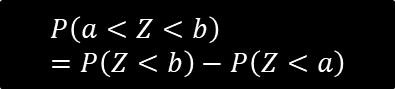 P(a < Z < b)
= P(Z < b) − P(Z < a)